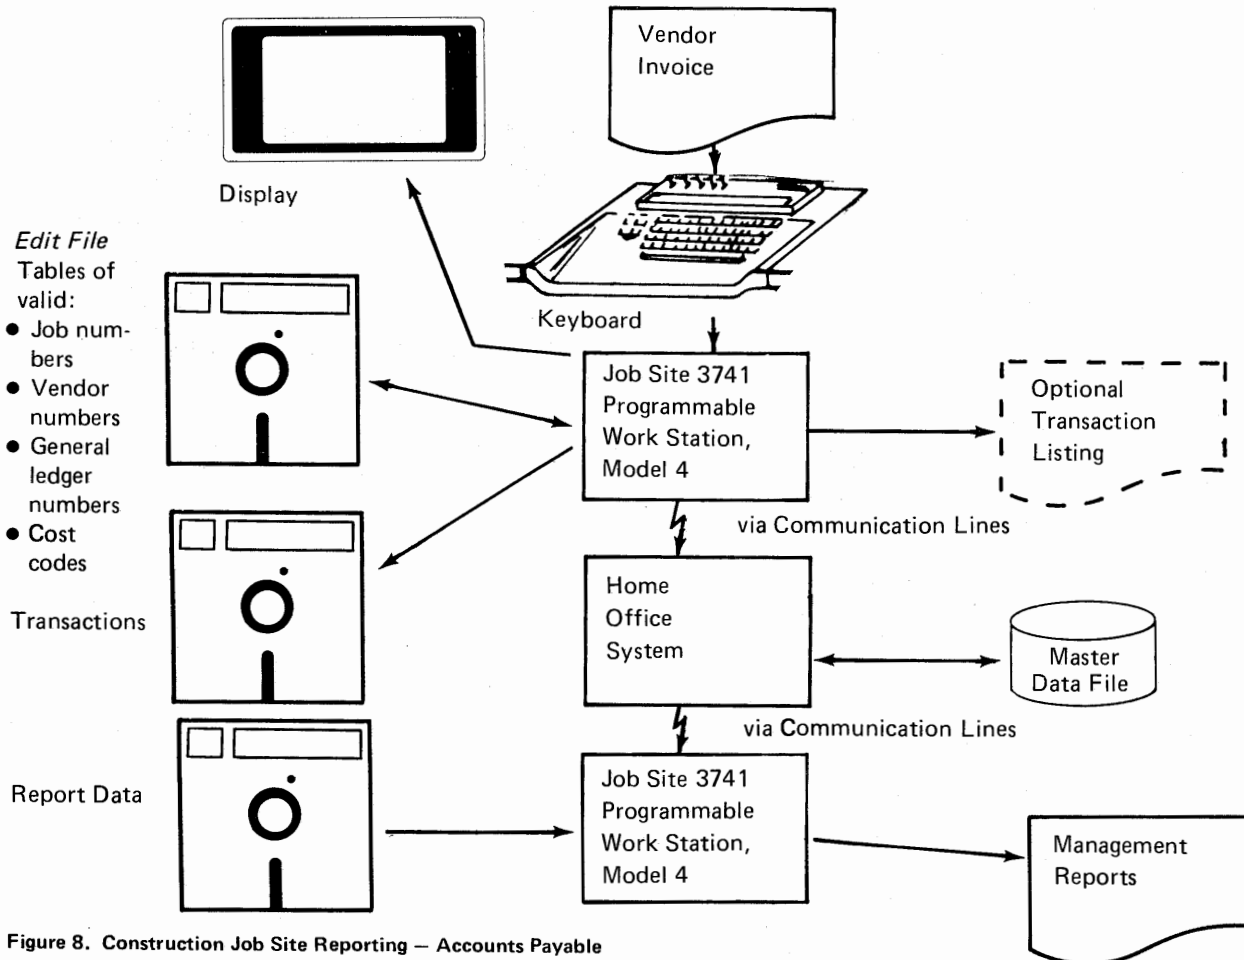 Vendor
Invoice
Display
Keyboard
Edit File
Tables of
valid:
● Job num-
bers
● Vendor
numbers
● General
ledger
numbers
● Cost
codes
Job Site 3741
Programmable
Work Station,
Model 4
Optional
Transaction
Listing
via Communication Lines
Transactions
Home
Office
System
Master
Data File
via Communication Lines
Report Data
Job Site 3741
Programmable
Work Station,
Model 4
Management
Reports
Figure 8. Construction Job Site Reporting — Accounts Payable